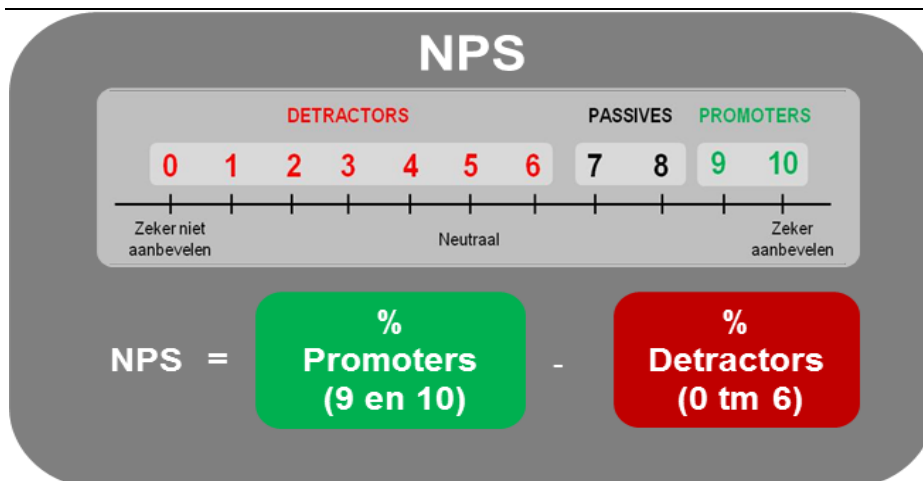 NPS
DETRACTORS PASSIVES PROMOTERS
0 1 2 3 4 5 6 7 8 9 10
Zeker niet
aanbevelen
Neutraal
Zeker
aanbevelen
NPS = % Promoters (9 en 10) - % Detractors (0 tm 6)